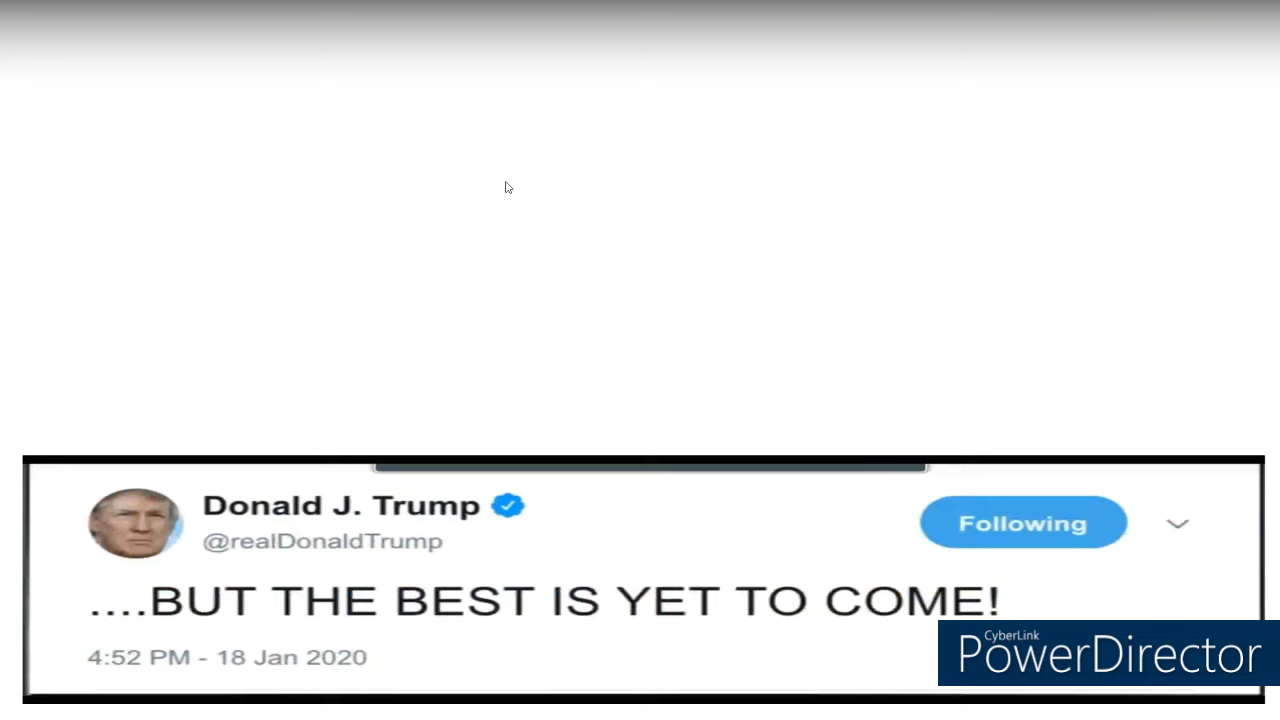 Donald J. Trump
@realDonaldTrump
Following
....BUT THE BEST IS YET TO COME!
4:52 PM - 18 Jan 2020
CyberLink
PowerDirector